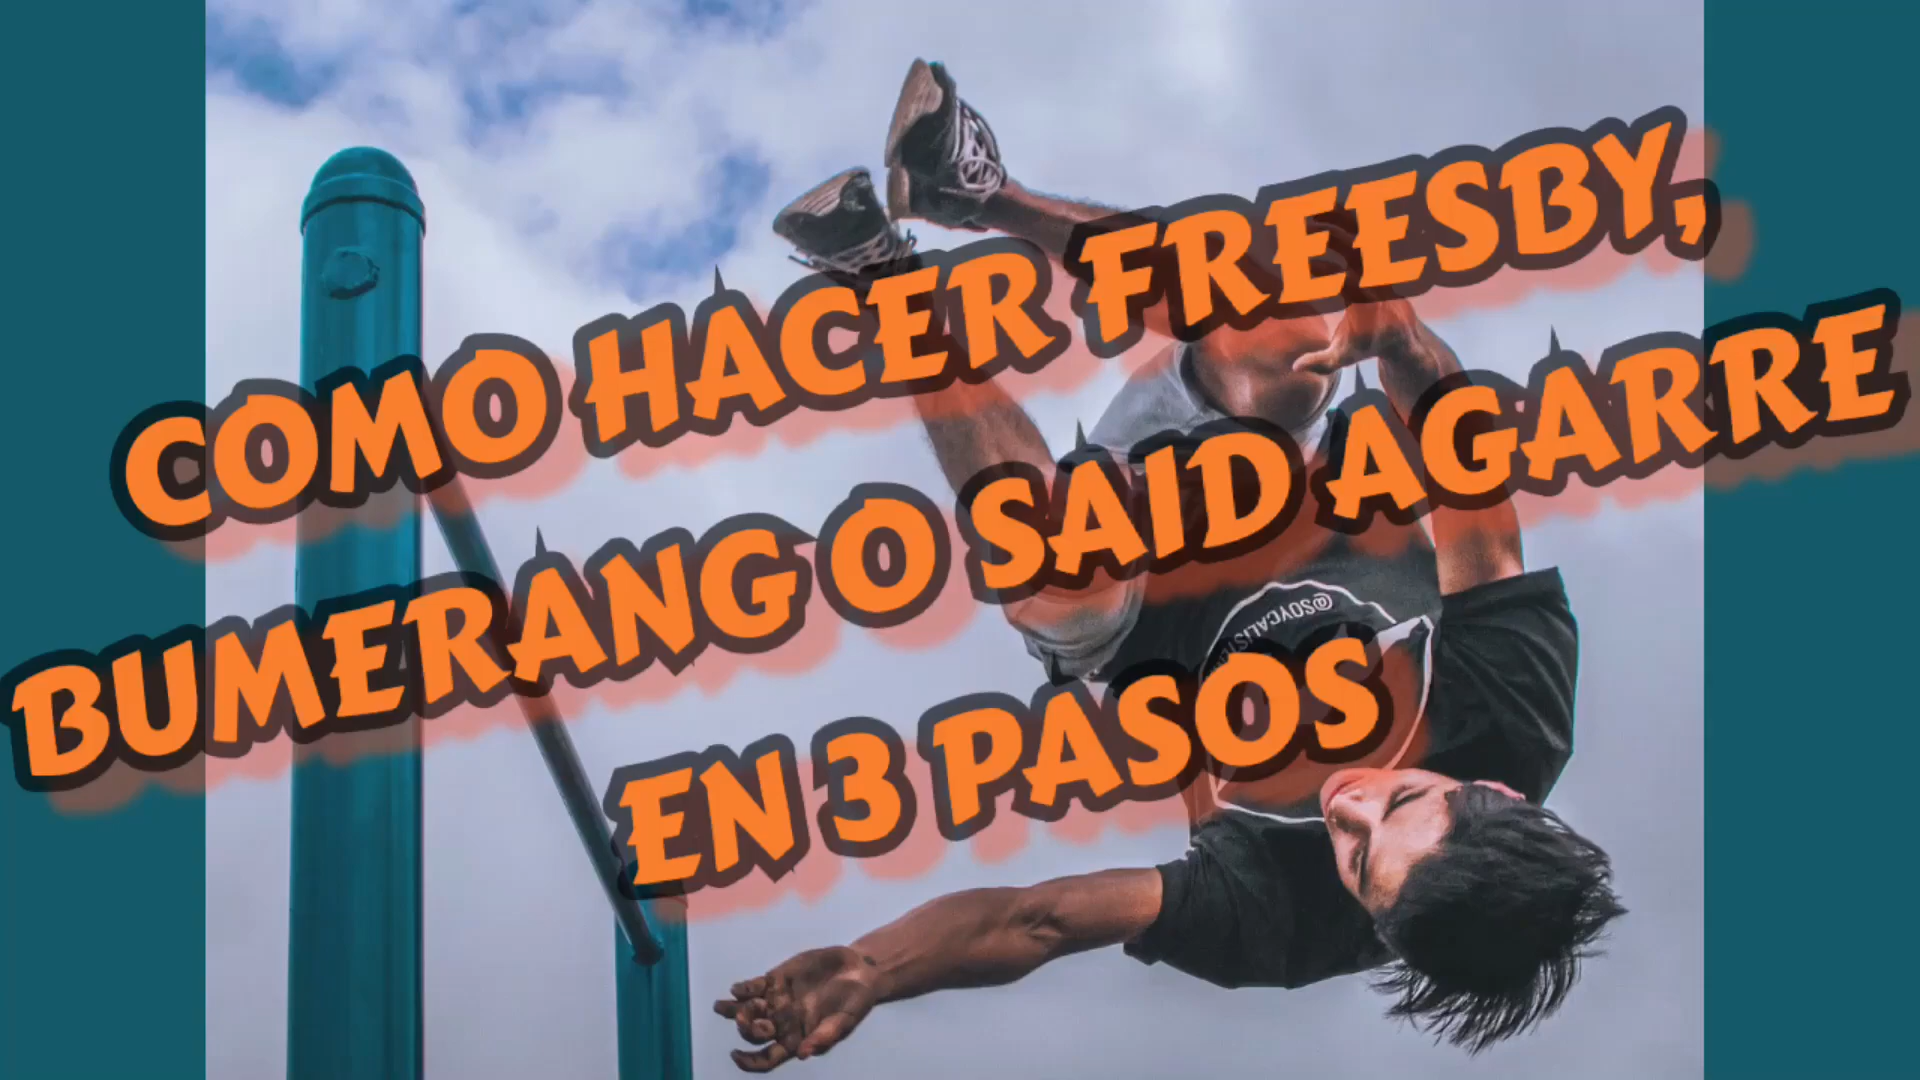 COMO HACER FREESBY,
BUMERANG O SAID AGARRE
EN 3 PASOS